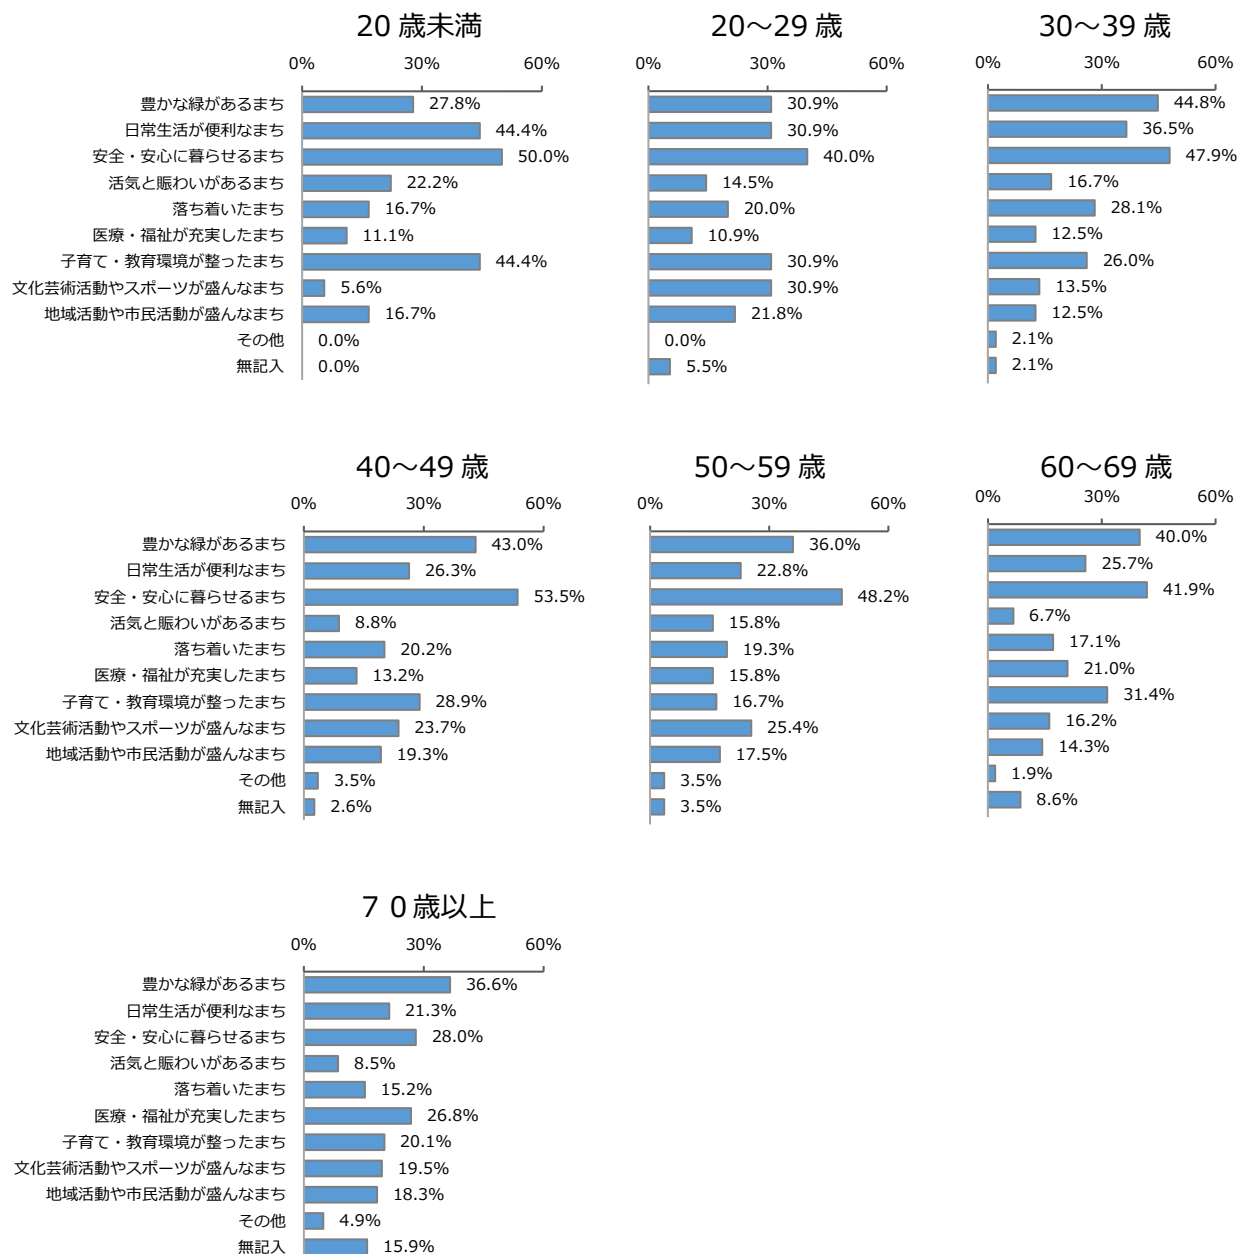 20 歳未満
0% 30% 60%
豊かな緑があるまち 27.8%
日常生活が便利なまち 44.4%
安全・安心に暮らせるまち 50.0%
活気と賑わいがあるまち 22.2%
落ち着いたまち 16.7%
医療・福祉が充実したまち 11.1%
子育て・教育環境が整ったまち 44.4%
文化芸術活動やスポーツが盛んなまち 5.6%
地域活動や市民活動が盛んなまち 16.7%
その他 0.0%
無記入 0.0%
20～29 歳
0% 30% 60%
30.9%
30.9%
40.0%
14.5%
20.0%
10.9%
30.9%
30.9%
21.8%
0.0%
5.5%
30～39 歳
0% 30% 60%
44.8%
36.5%
47.9%
16.7%
28.1%
12.5%
26.0%
13.5%
12.5%
2.1%
2.1%
40～49 歳
0% 30% 60%
豊かな緑があるまち 43.0%
日常生活が便利なまち 26.3%
安全・安心に暮らせるまち 53.5%
活気と賑わいがあるまち 8.8%
落ち着いたまち 20.2%
医療・福祉が充実したまち 13.2%
子育て・教育環境が整ったまち 28.9%
文化芸術活動やスポーツが盛んなまち 23.7%
地域活動や市民活動が盛んなまち 19.3%
その他 3.5%
無記入 2.6%
50～59 歳
0% 30% 60%
36.0%
22.8%
48.2%
15.8%
19.3%
15.8%
16.7%
25.4%
17.5%
3.5%
3.5%
60～69 歳
0% 30% 60%
40.0%
25.7%
41.9%
6.7%
17.1%
21.0%
31.4%
16.2%
14.3%
1.9%
8.6%
７０歳以上
0% 30% 60%
豊かな緑があるまち 36.6%
日常生活が便利なまち 21.3%
安全・安心に暮らせるまち 28.0%
活気と賑わいがあるまち 8.5%
落ち着いたまち 15.2%
医療・福祉が充実したまち 26.8%
子育て・教育環境が整ったまち 20.1%
文化芸術活動やスポーツが盛んなまち 19.5%
地域活動や市民活動が盛んなまち 18.3%
その他 4.9%
無記入 15.9%